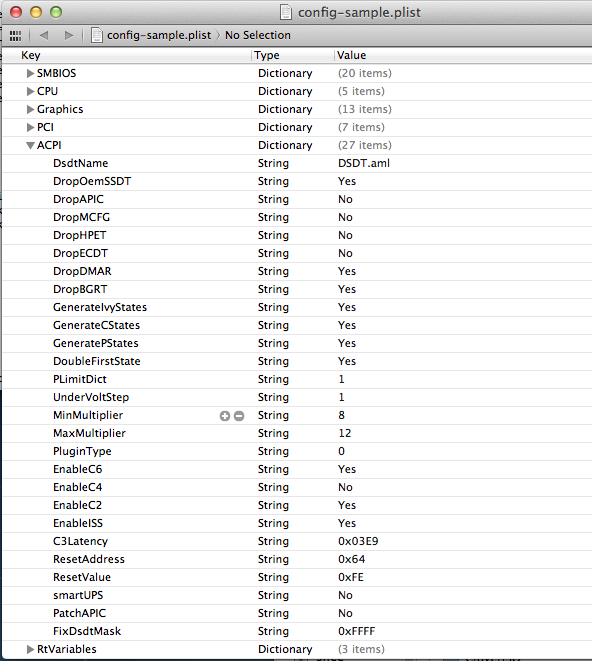 config-sample.plist
config-sample.plist No Selection
Key Type Value
SMBIOS Dictionary (20 items)
CPU Dictionary (5 items)
Graphics Dictionary (13 items)
PCI Dictionary (7 items)
ACPI Dictionary (27 items)
DsdtName String DSDT.aml
DropOemSSDT String Yes
DropAPIC String No
DropMCFG String No
DropHPET String No
DropECDT String No
DropDMAR String Yes
DropBGRT String Yes
GenerateIvyStates String Yes
GenerateCStates String Yes
GeneratePStates String Yes
DoubleFirstState String Yes
PLimitDict String 1
UnderVoltStep String 1
MinMultiplier String 8
MaxMultiplier String 12
PluginType String 0
EnableC6 String Yes
EnableC4 String No
EnableC2 String Yes
EnableISS String Yes
C3Latency String 0x03E9
ResetAddress String 0x64
ResetValue String 0xFE
smartUPS String No
PatchAPIC String No
FixDsdtMask String 0xFFFF
RtVariables Dictionary (3 items)